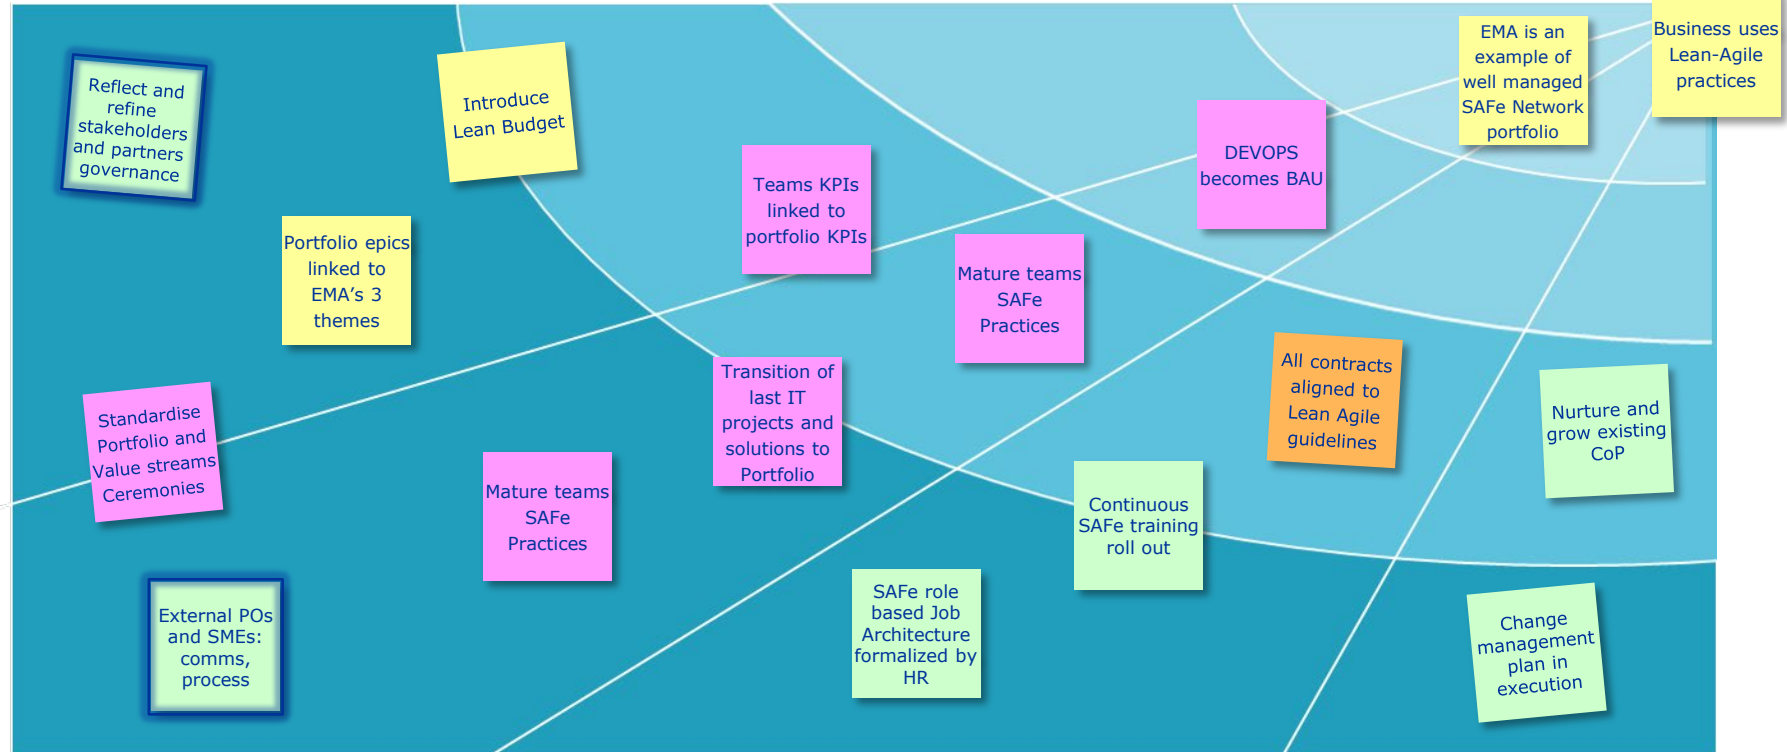 Reflect and
refine
stakeholders
and partners
governance
Introduce
Lean Budget
EMA is an
example of
well managed
SAFe Network
portfolio
Business uses
Lean-Agile
practices
DEVOPS
becomes BAU
Teams KPIs
linked to
portfolio KPIs
Portfolio epics
linked to
EMA’s 3
themes
Mature teams
SAFe
Practices
Transition of
last IT
projects and
solutions to
Portfolio
All contracts
aligned to
Lean Agile
guidelines
Nurture and
grow existing
CoP
Standardise
Portfolio and
Value streams
Ceremonies
Mature teams
SAFe
Practices
Continuous
SAFe training
roll out
External POs
and SMEs:
comms,
process
SAFe role
based Job
Architecture
formalized by
HR
Change
management
plan in
execution